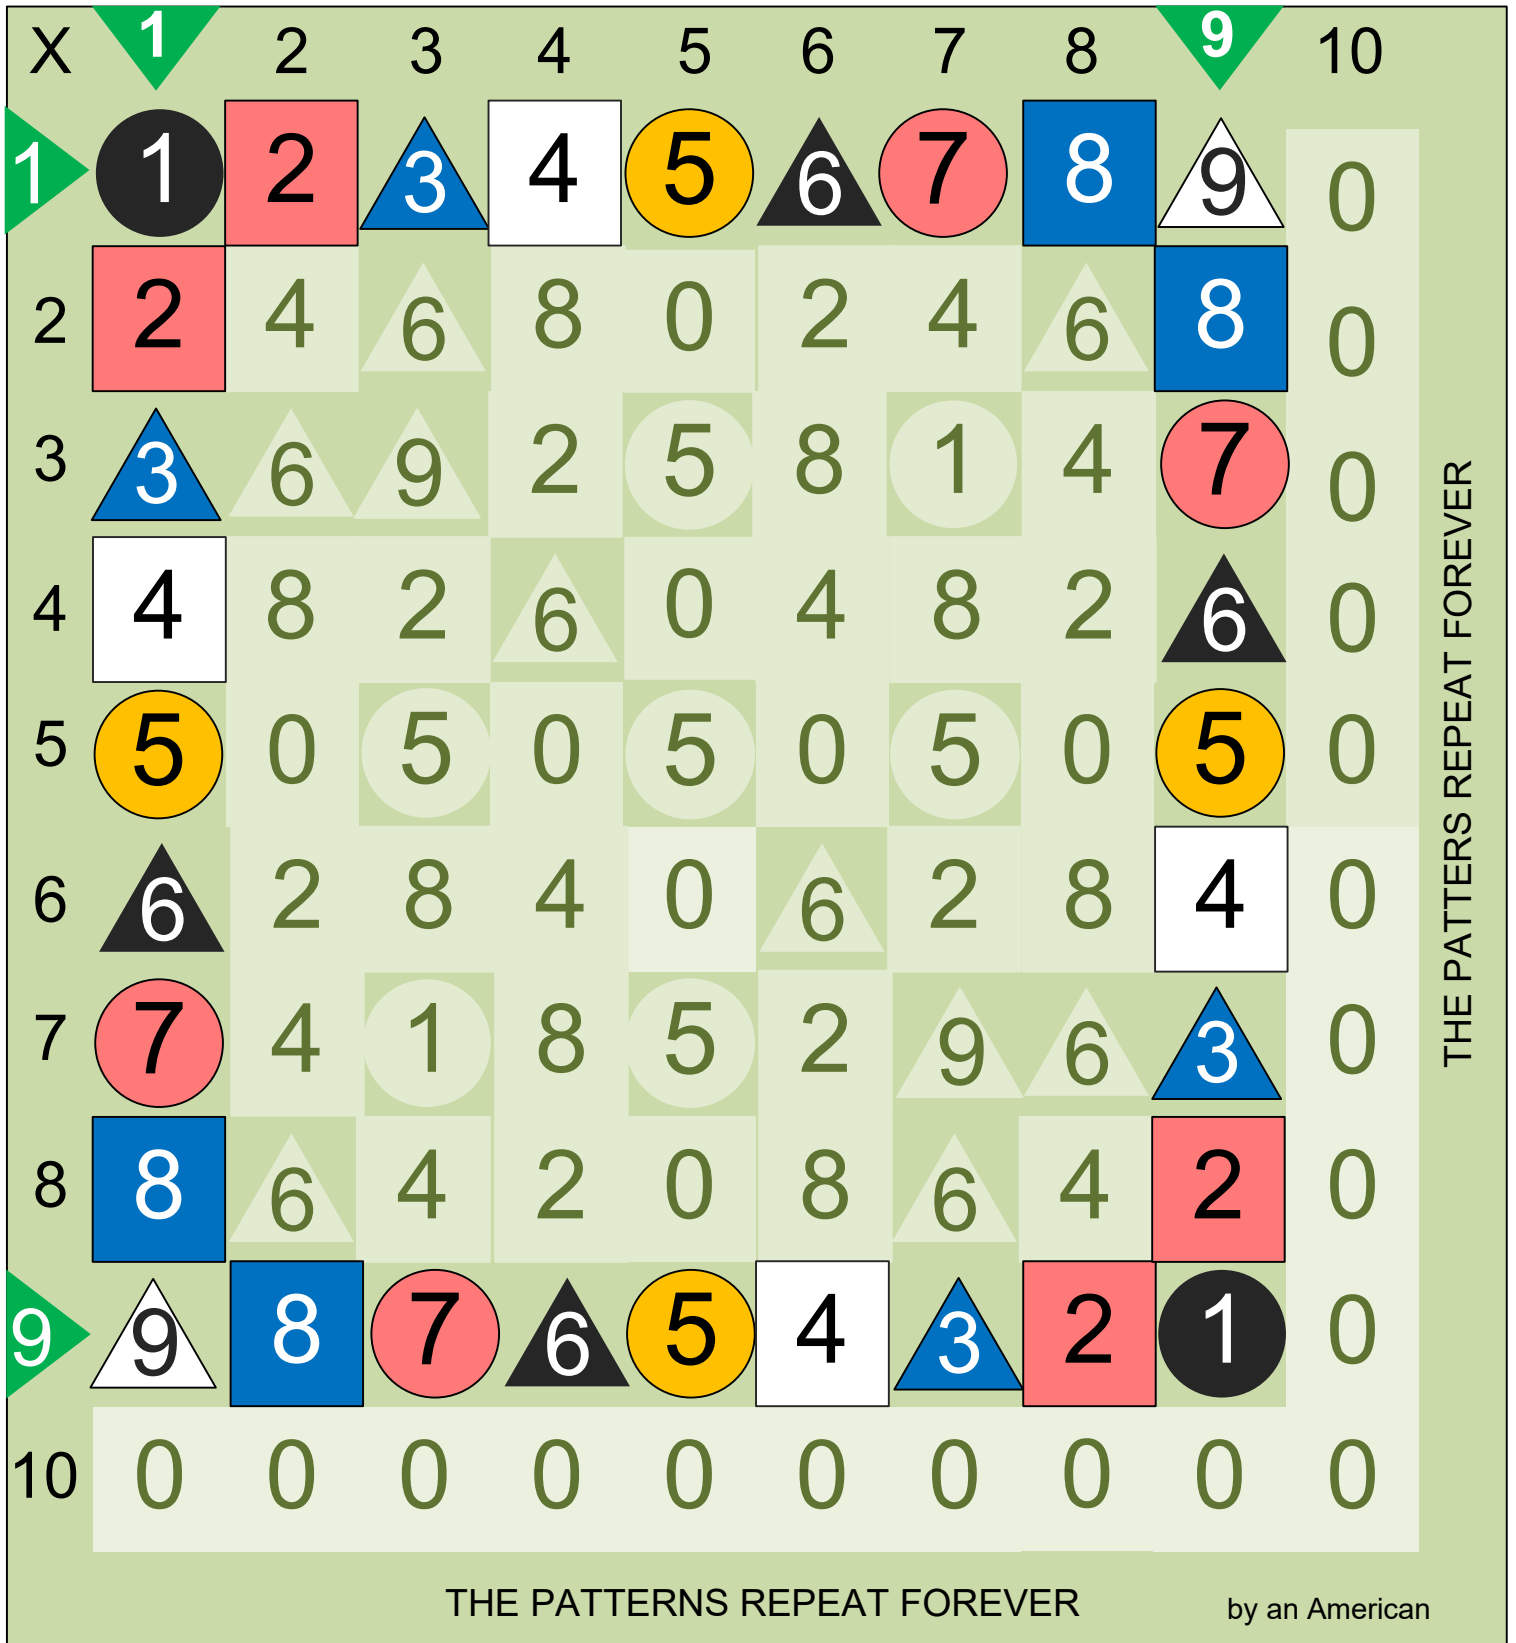 X 1 2 3 4 5 6 7 8 9 10
1 1 2 3 4 5 6 7 8 9 0
2 2 4 6 8 0 2 4 6 8 0
3 3 6 9 2 5 8 1 4 7 0
4 4 8 2 6 0 4 8 2 6 0
5 5 0 5 0 5 0 5 0 5 0
6 6 2 8 4 0 6 2 8 4 0
7 7 4 1 8 5 2 9 6 3 0
8 8 6 4 2 0 8 6 4 2 0
9 9 8 7 6 5 4 3 2 1 0
10 0 0 0 0 0 0 0 0 0 0
THE PATTERS REPEAT FOREVER
THE PATTERNS REPEAT FOREVER
by an American